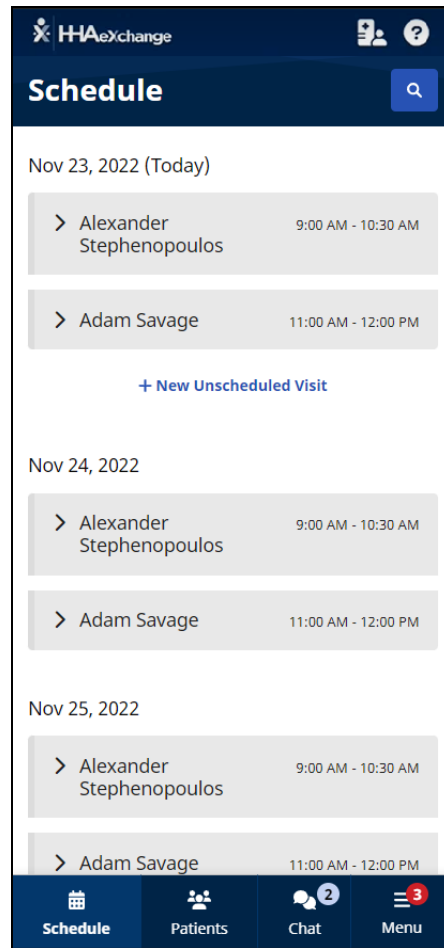 HHAeXchange
Schedule
Nov 23, 2022 (Today)
Alexander 9:00 AM - 10:30 AM
Stephenopoulos
Adam Savage 11:00 AM - 12:00 PM
+ New Unscheduled Visit
Nov 24, 2022
Alexander 9:00 AM - 10:30 AM
Stephenopoulos
Adam Savage 11:00 AM - 12:00 PM
Nov 25, 2022
Alexander 9:00 AM - 10:30 AM
Stephenopoulos
Adam Savage 11:00 AM - 12:00 PM
2 3
Schedule Patients Chat Menu